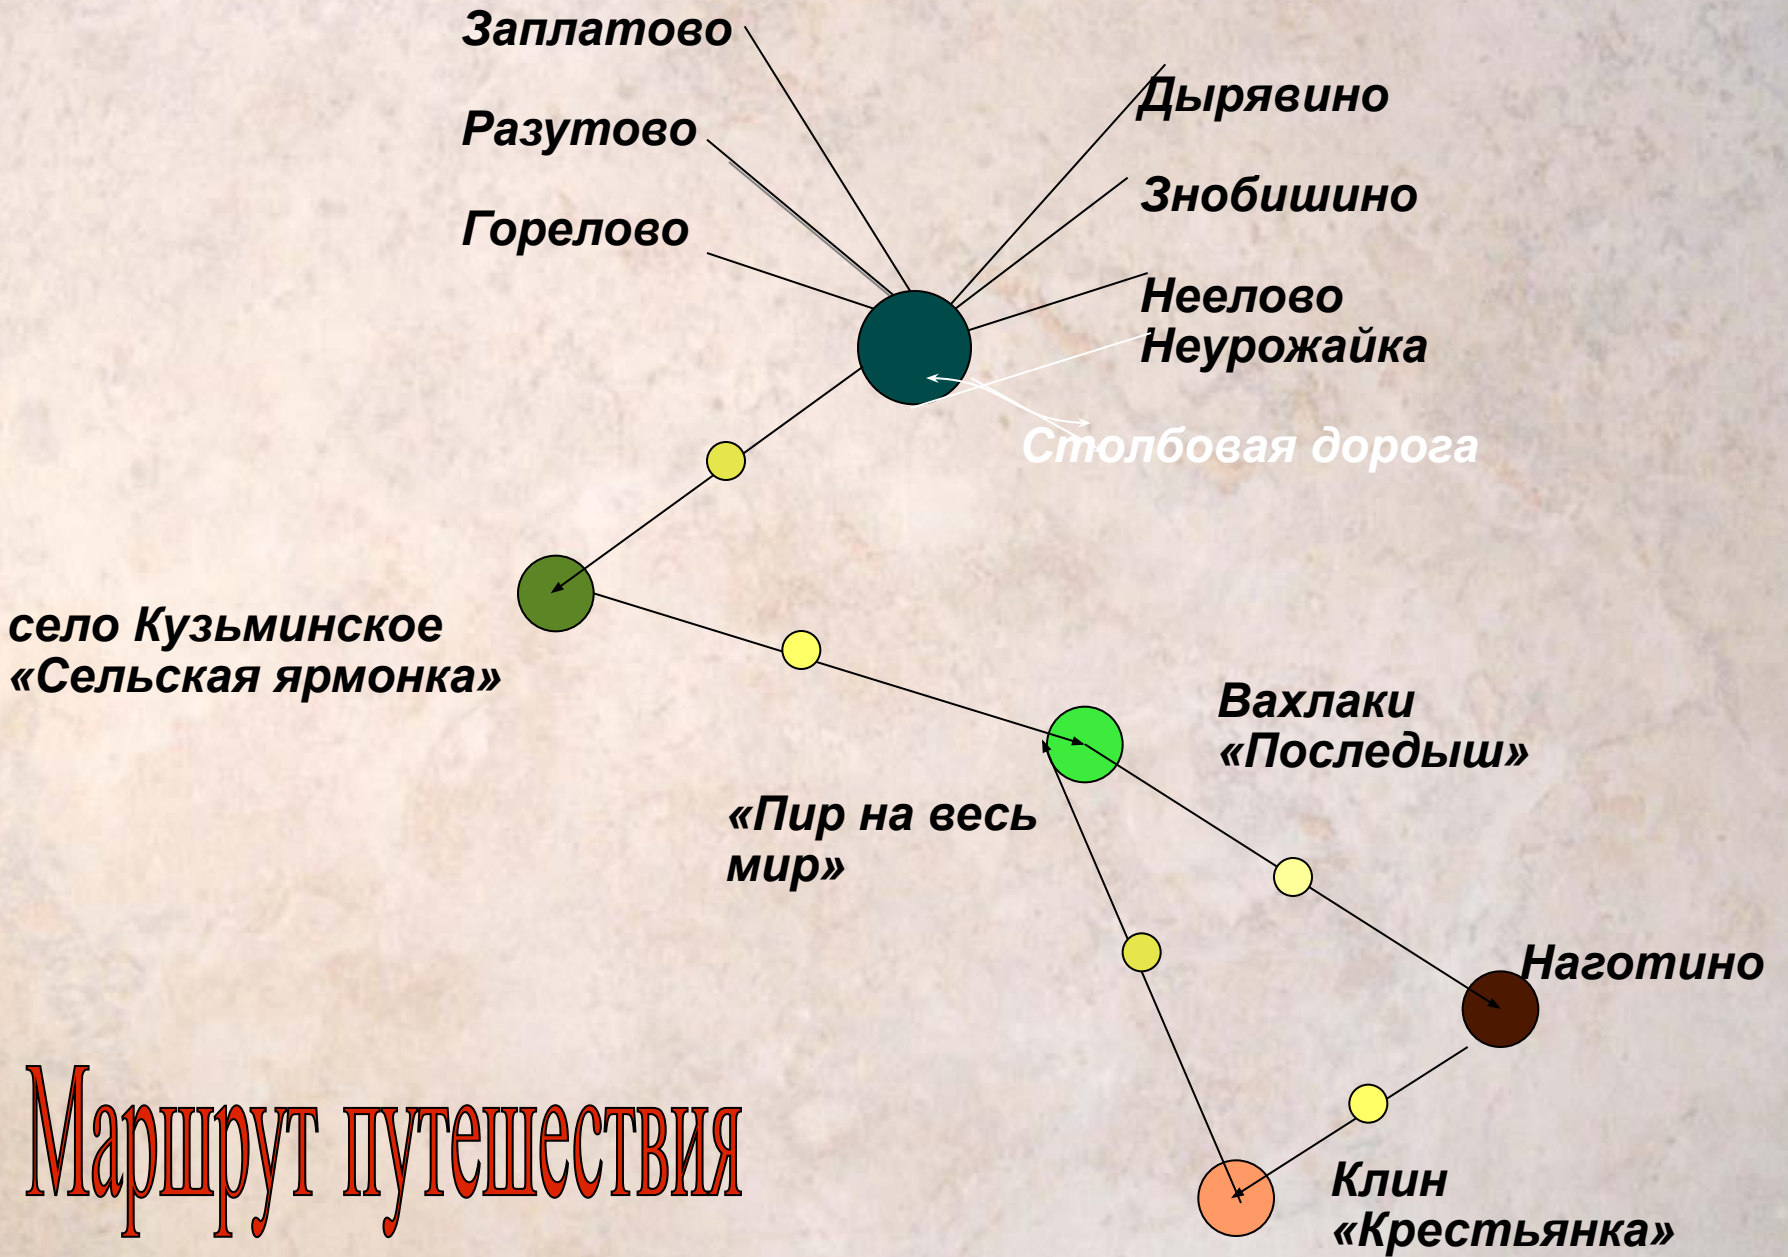 Заплатово
Разутово
Горелово
Дырявино
Знобишино
Неелово
Неурожайка
Столбовая дорога
село Кузьминское
«Сельская ярмонка»
Вахлаки
«Последыш»
«Пир на весь
мир»
Наготино
Клин
«Крестьянка»
Маршрут путешествия